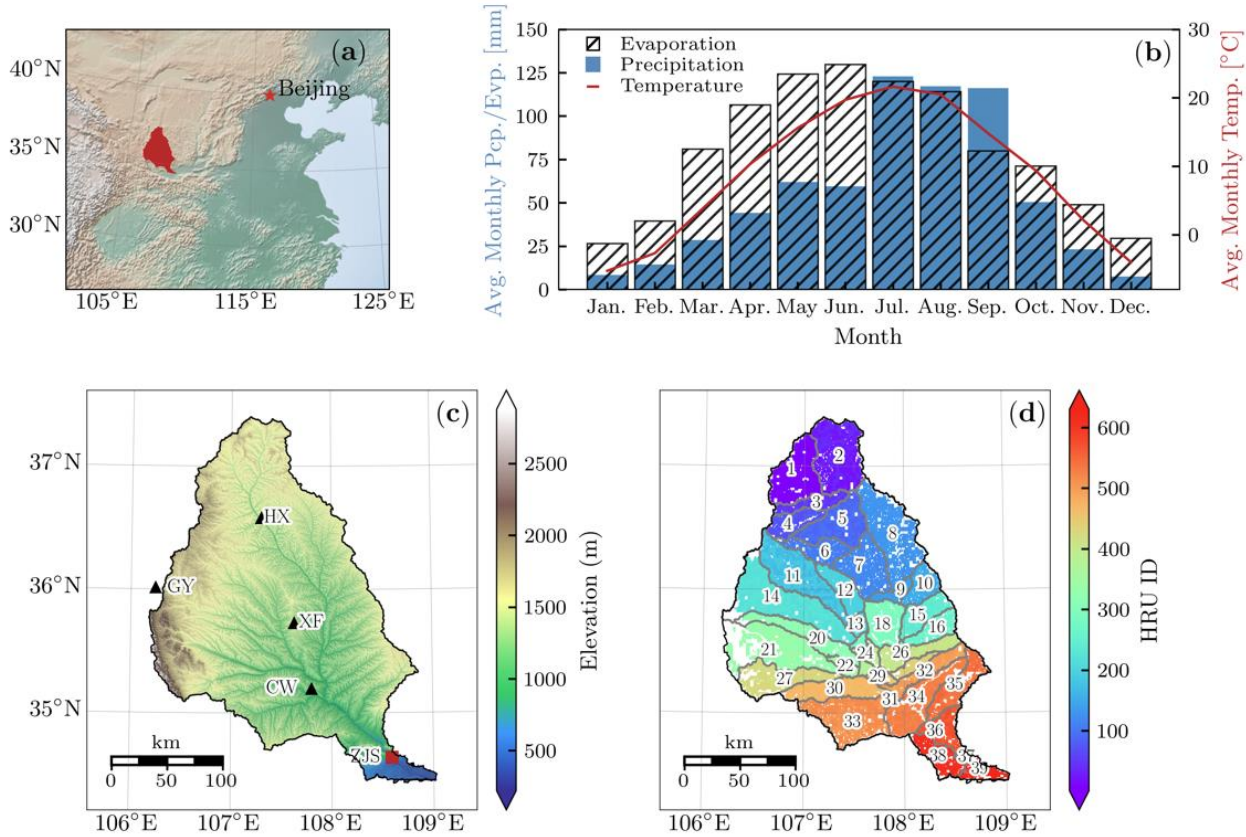 (a)
40°N
35°N
30°N
Beijing
105°E 115°E 125°E
(b)
Avg. Monthly Pcp./Evp. [mm]
150
125
100
75
50
25
0
Evaporation
Precipitation
Temperature
30
20
10
0
Avg. Monthly Temp. [°C]
Jan. Feb. Mar. Apr. May Jun. Jul. Aug. Sep. Oct. Nov. Dec.
Month
(c)
37°N
36°N
35°N
HX
GY
XF
CW
ZJS
km
0 50 100
106°E 107°E 108°E 109°E
2500
2000
1500
1000
500
Elevation (m)
(d)
1 2
3
4 5
6 7 8
9 10
11 12
13
14
15
16
18
20
21
22
24
26
27
29
30
31
32
33
34
35
36
37
38
39
km
0 50 100
106°E 107°E 108°E 109°E
600
500
400
300
200
100
HRU ID